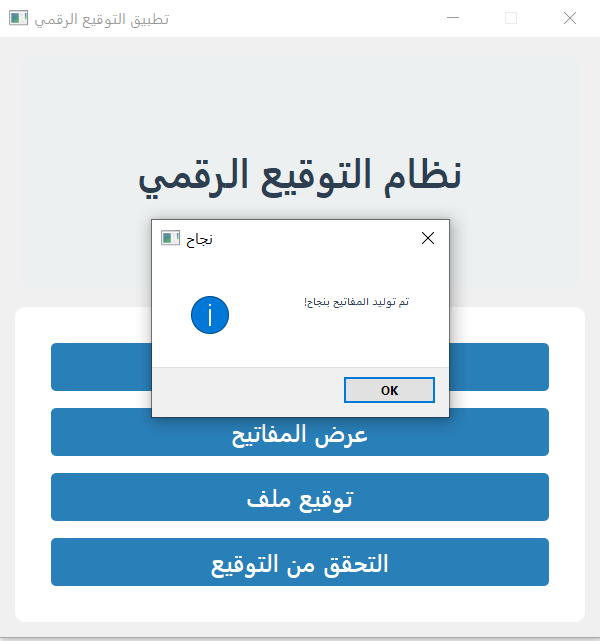 تطبيق التوقيع الرقمي
نظام التوقيع الرقمي
نجاح
تم توليد المفاتيح بنجاح!
OK
عرض المفاتيح
توقيع ملف
التحقق من التوقيع